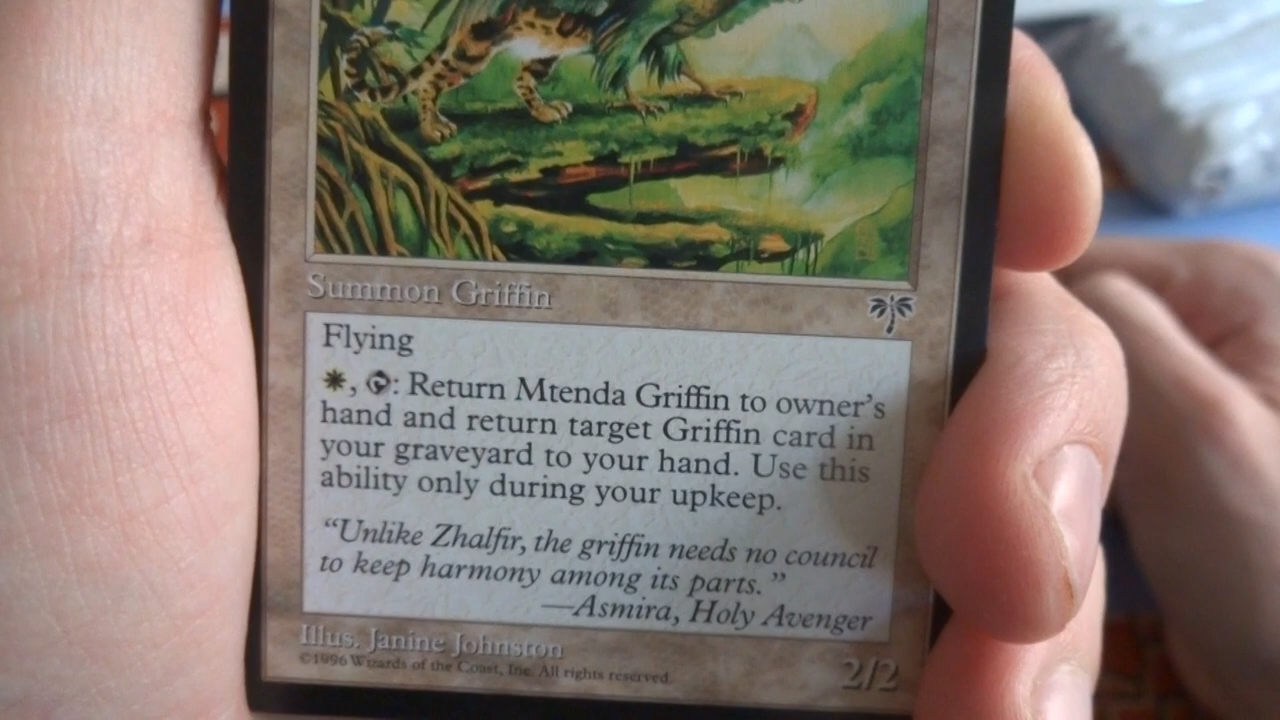 Summon Griffin
Flying
, : Return Mtenda Griffin to owner's
hand and return target Griffin card in
your graveyard to your hand. Use this
ability only during your upkeep.
“Unlike Zhalfir, the griffin needs no council
to keep harmony among its parts.”
—Asmira, Holy Avenger
Illus. Janine Johnston
©1996 Wizards of the Coast, Inc. All rights reserved.
2/2